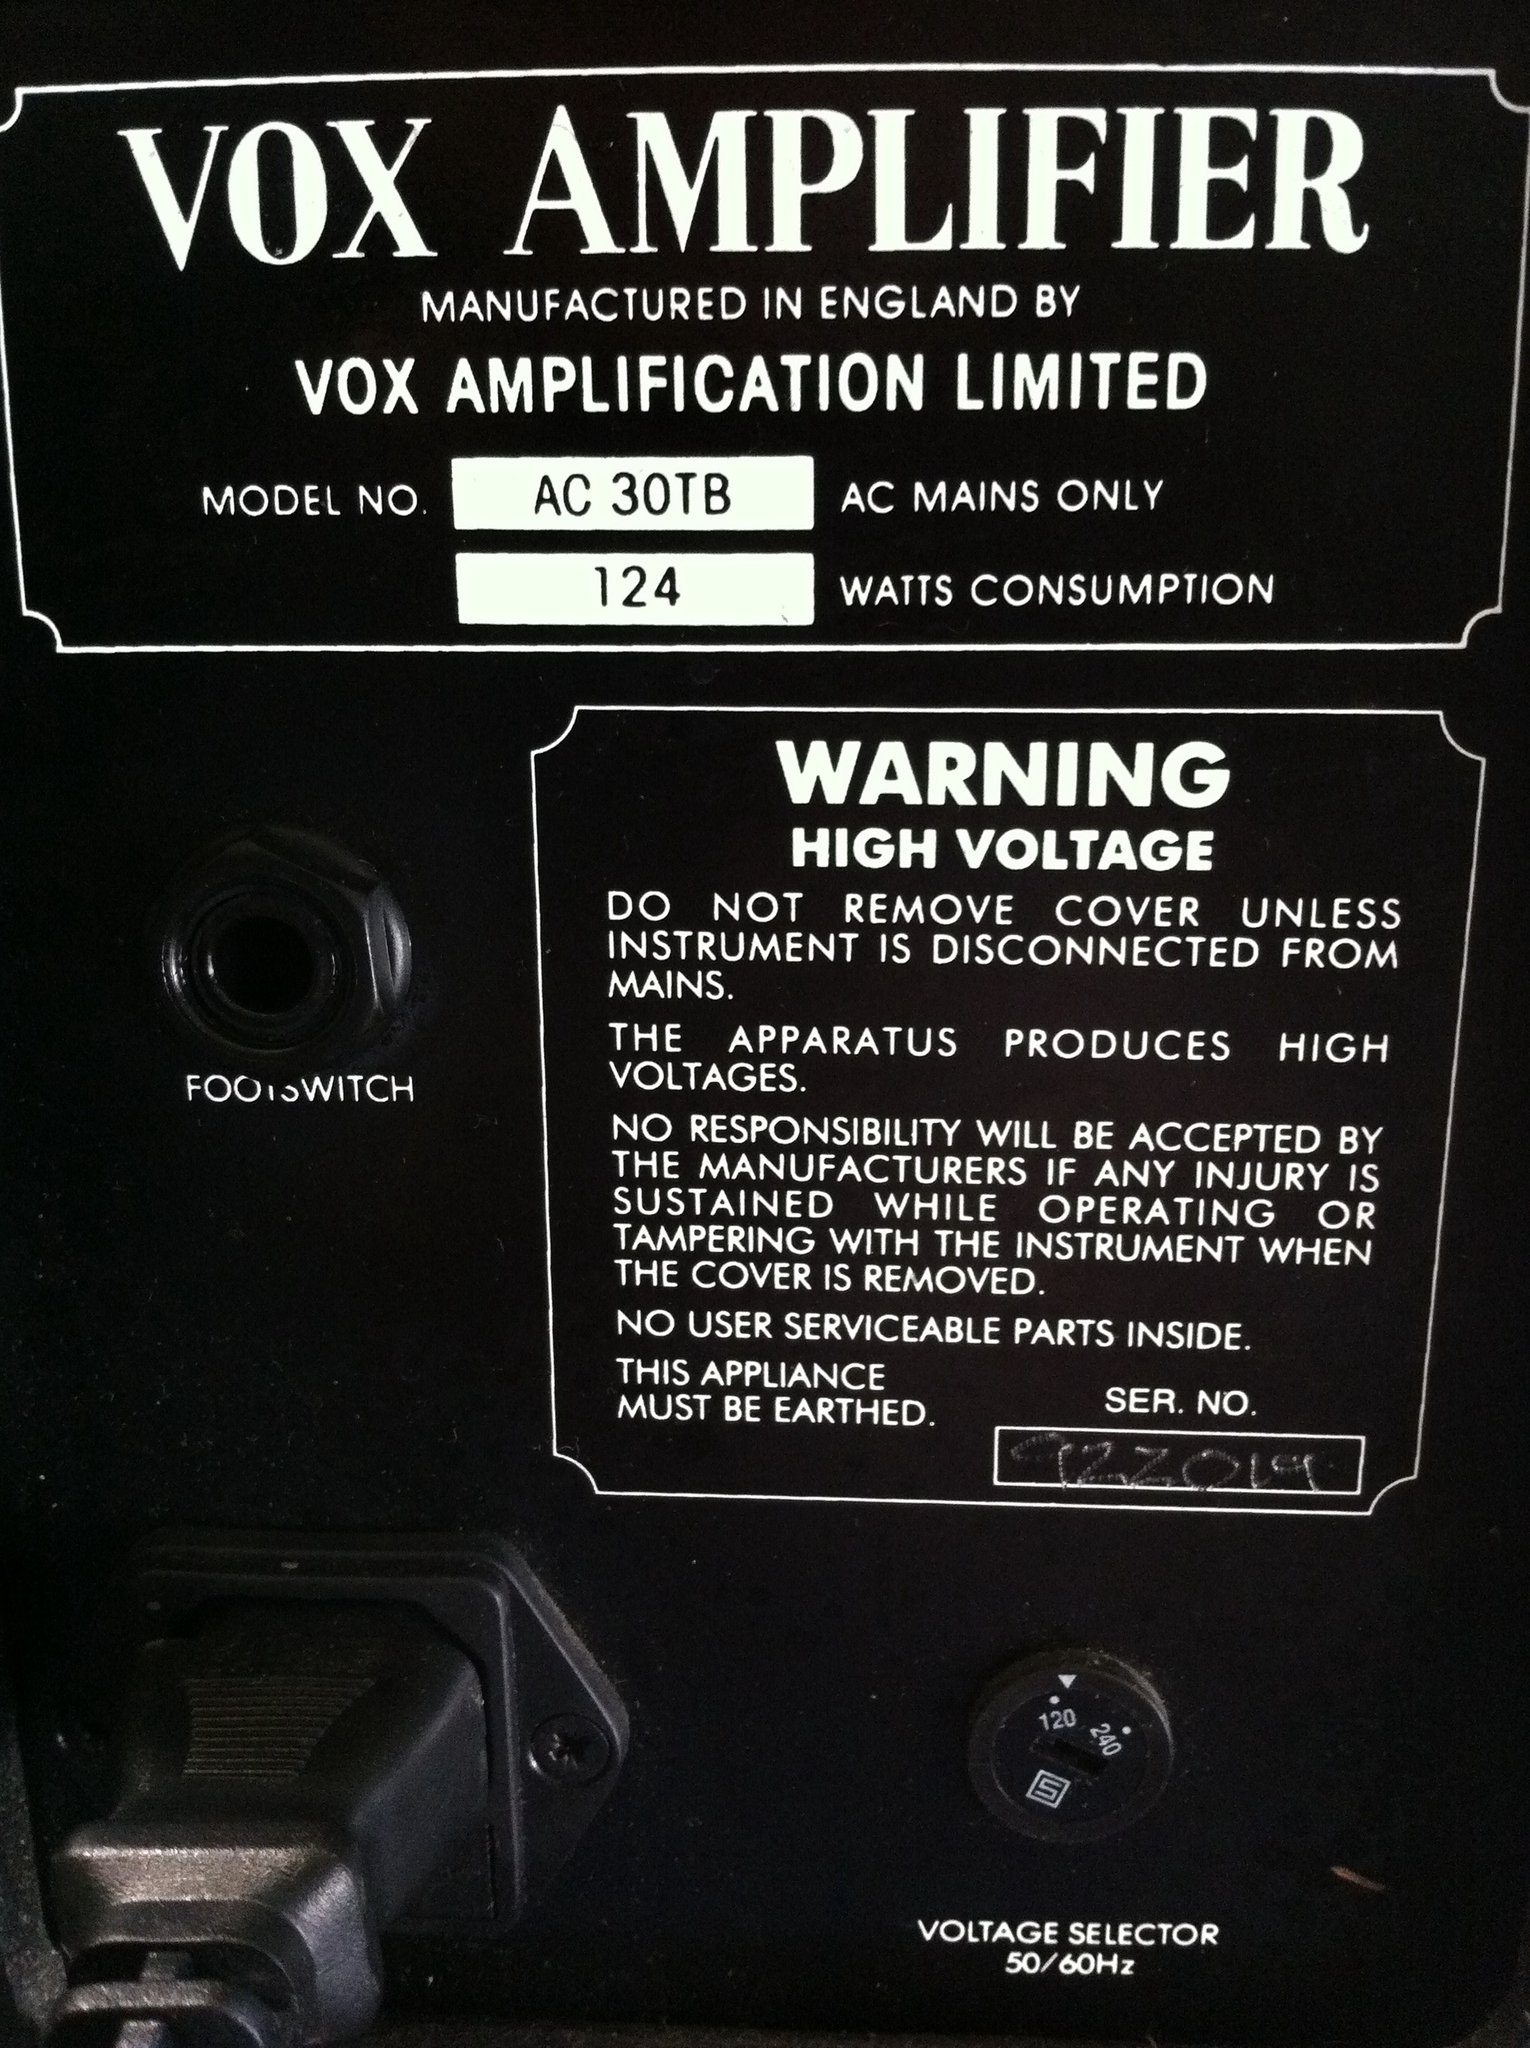 VOX AMPLIFIER
MANUFACTURED IN ENGLAND BY
VOX AMPLIFICATION LIMITED
MODEL NO. AC 30TB AC MAINS ONLY
124 WATTS CONSUMPTION
WARNING
HIGH VOLTAGE
DO NOT REMOVE COVER UNLESS
INSTRUMENT IS DISCONNECTED FROM
MAINS.
THE APPARATUS PRODUCES HIGH
VOLTAGES.
NO RESPONSIBILITY WILL BE ACCEPTED BY
THE MANUFACTURERS IF ANY INJURY IS
SUSTAINED WHILE OPERATING OR
TAMPERING WITH THE INSTRUMENT WHEN
THE COVER IS REMOVED.
NO USER SERVICEABLE PARTS INSIDE.
THIS APPLIANCE
MUST BE EARTHED.
SER. NO.
FOOTSWITCH
120 240
VOLTAGE SELECTOR
50/60Hz